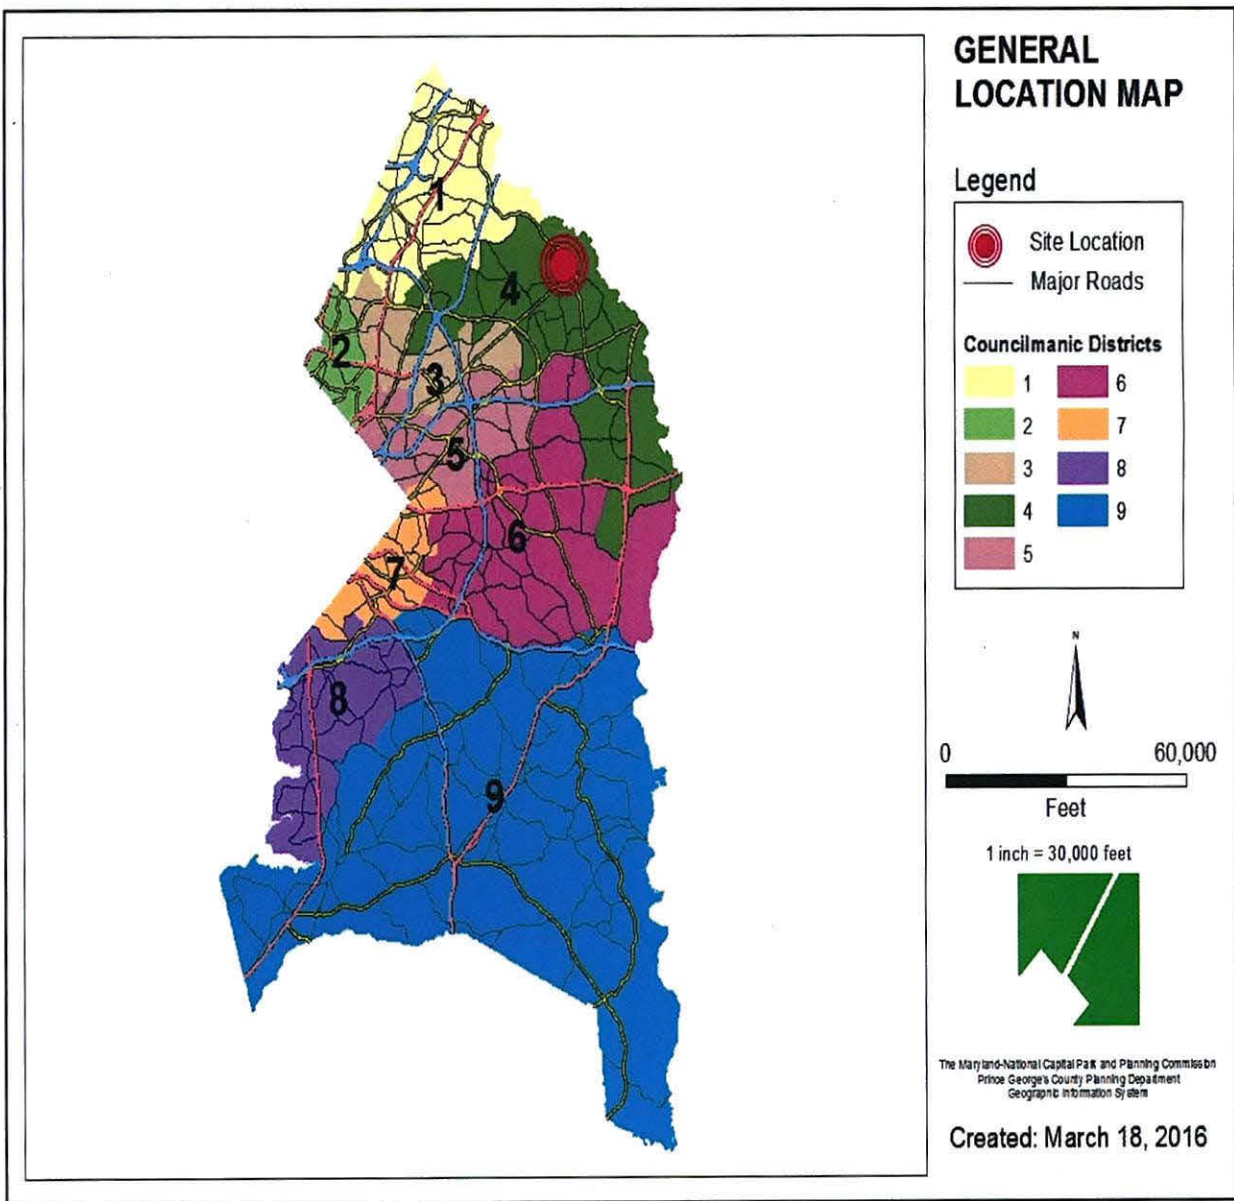 GENERAL
LOCATION MAP
Legend
Site Location
Major Roads
Councilmanic Districts
1 6
2 7
3 8
4 9
5
N
0 60,000
Feet
1 inch = 30,000 feet
The Maryland-National Capital Park and Planning Commission
Prince George's County Planning Department
Geographic Information System
Created: March 18, 2016
1
4
2
3
5
6
7
8
9